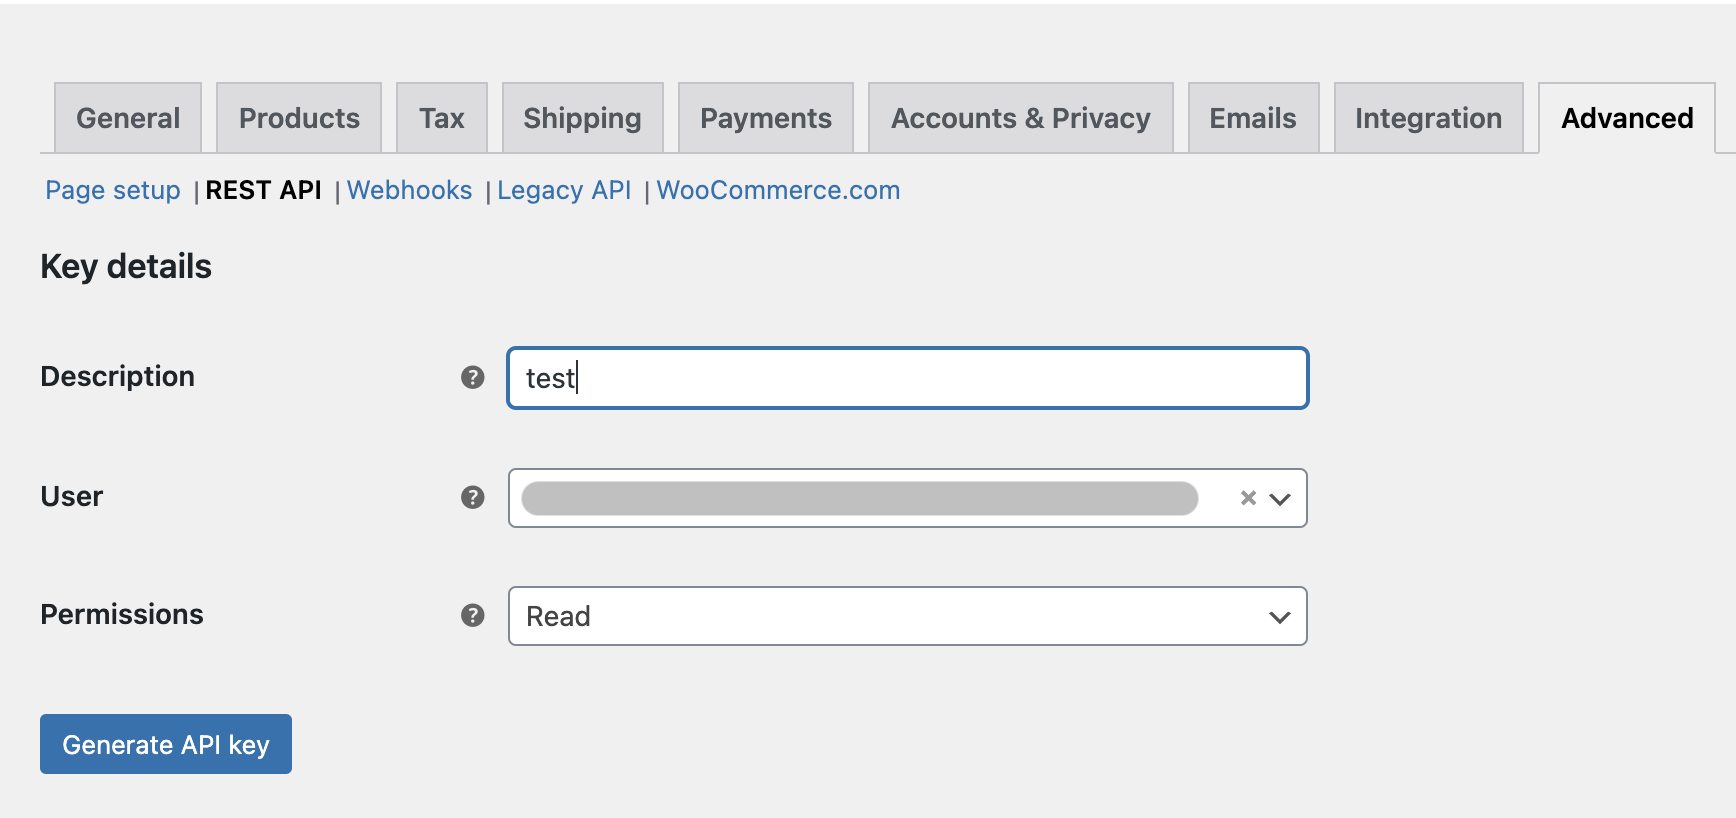 General Products Tax Shipping Payments Accounts & Privacy Emails Integration Advanced
Page setup | REST API | Webhooks | Legacy API | WooCommerce.com
Key details
Description ? test
User ? ×
Permissions ? Read
Generate API key